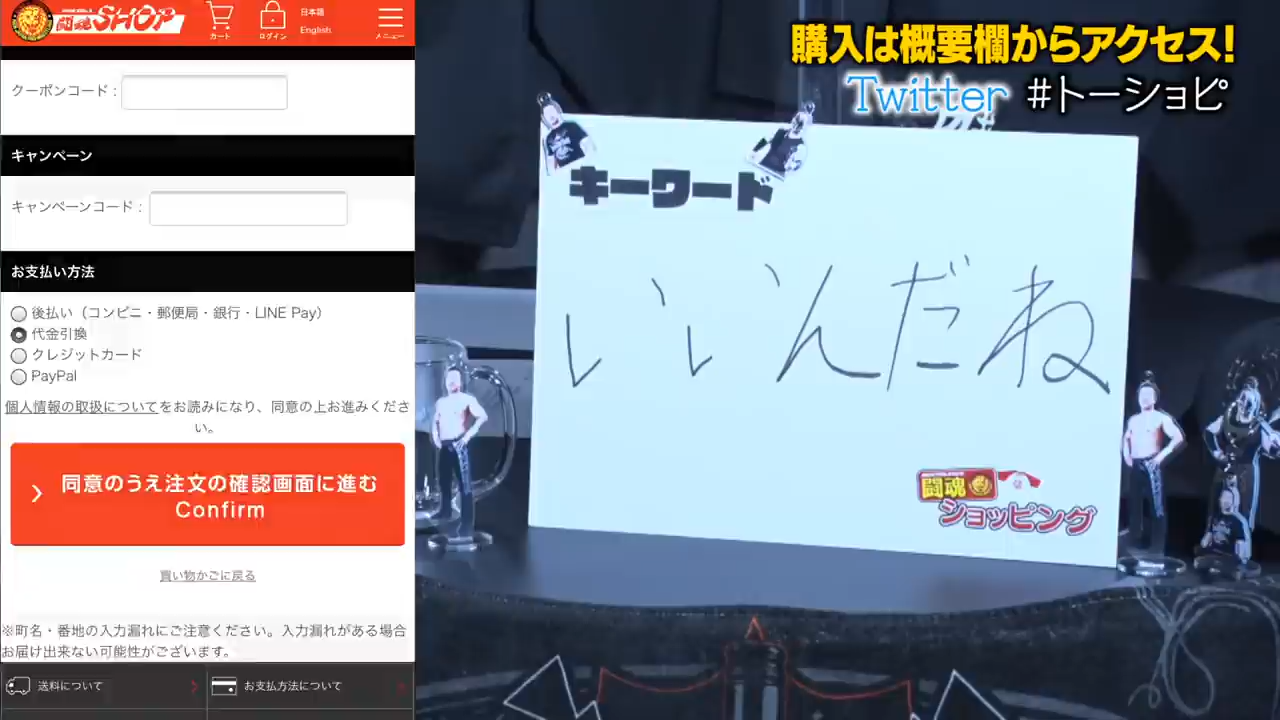 闘魂SHOP
カート
ログイン
日本語
English
メニュー
クーポンコード :
キャンペーン
キャンペーンコード :
お支払い方法
後払い(コンビニ・郵便局・銀行・LINE Pay)
代金引換
クレジットカード
PayPal
個人情報の取扱についてをお読みになり、同意の上お進みくださ
い。
同意のうえ注文の確認画面に進む
Confirm
買い物かごに戻る
※町名・番地の入力漏れにご注意ください。入力漏れがある場合
お届け出来ない可能性がございます。
送料について
お支払方法について
購入は概要欄からアクセス!
Twitter #トーショピ
キーワード
いいんだね
闘魂
ショッピング